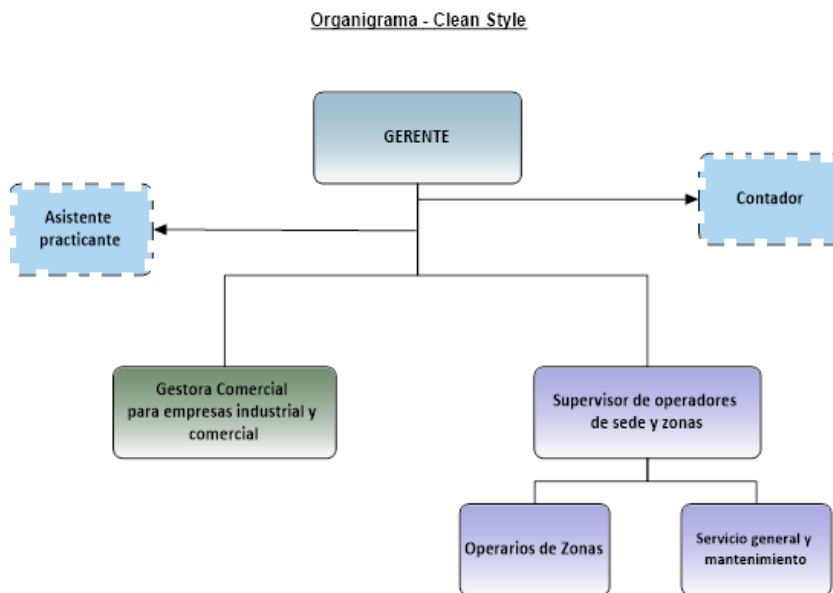 Organigrama - Clean Style
GERENTE
Asistente
practicante
Contador
Gestora Comercial
para empresas industrial y
comercial
Supervisor de operadores
de sede y zonas
Operarios de Zonas
Servicio general y
mantenimiento